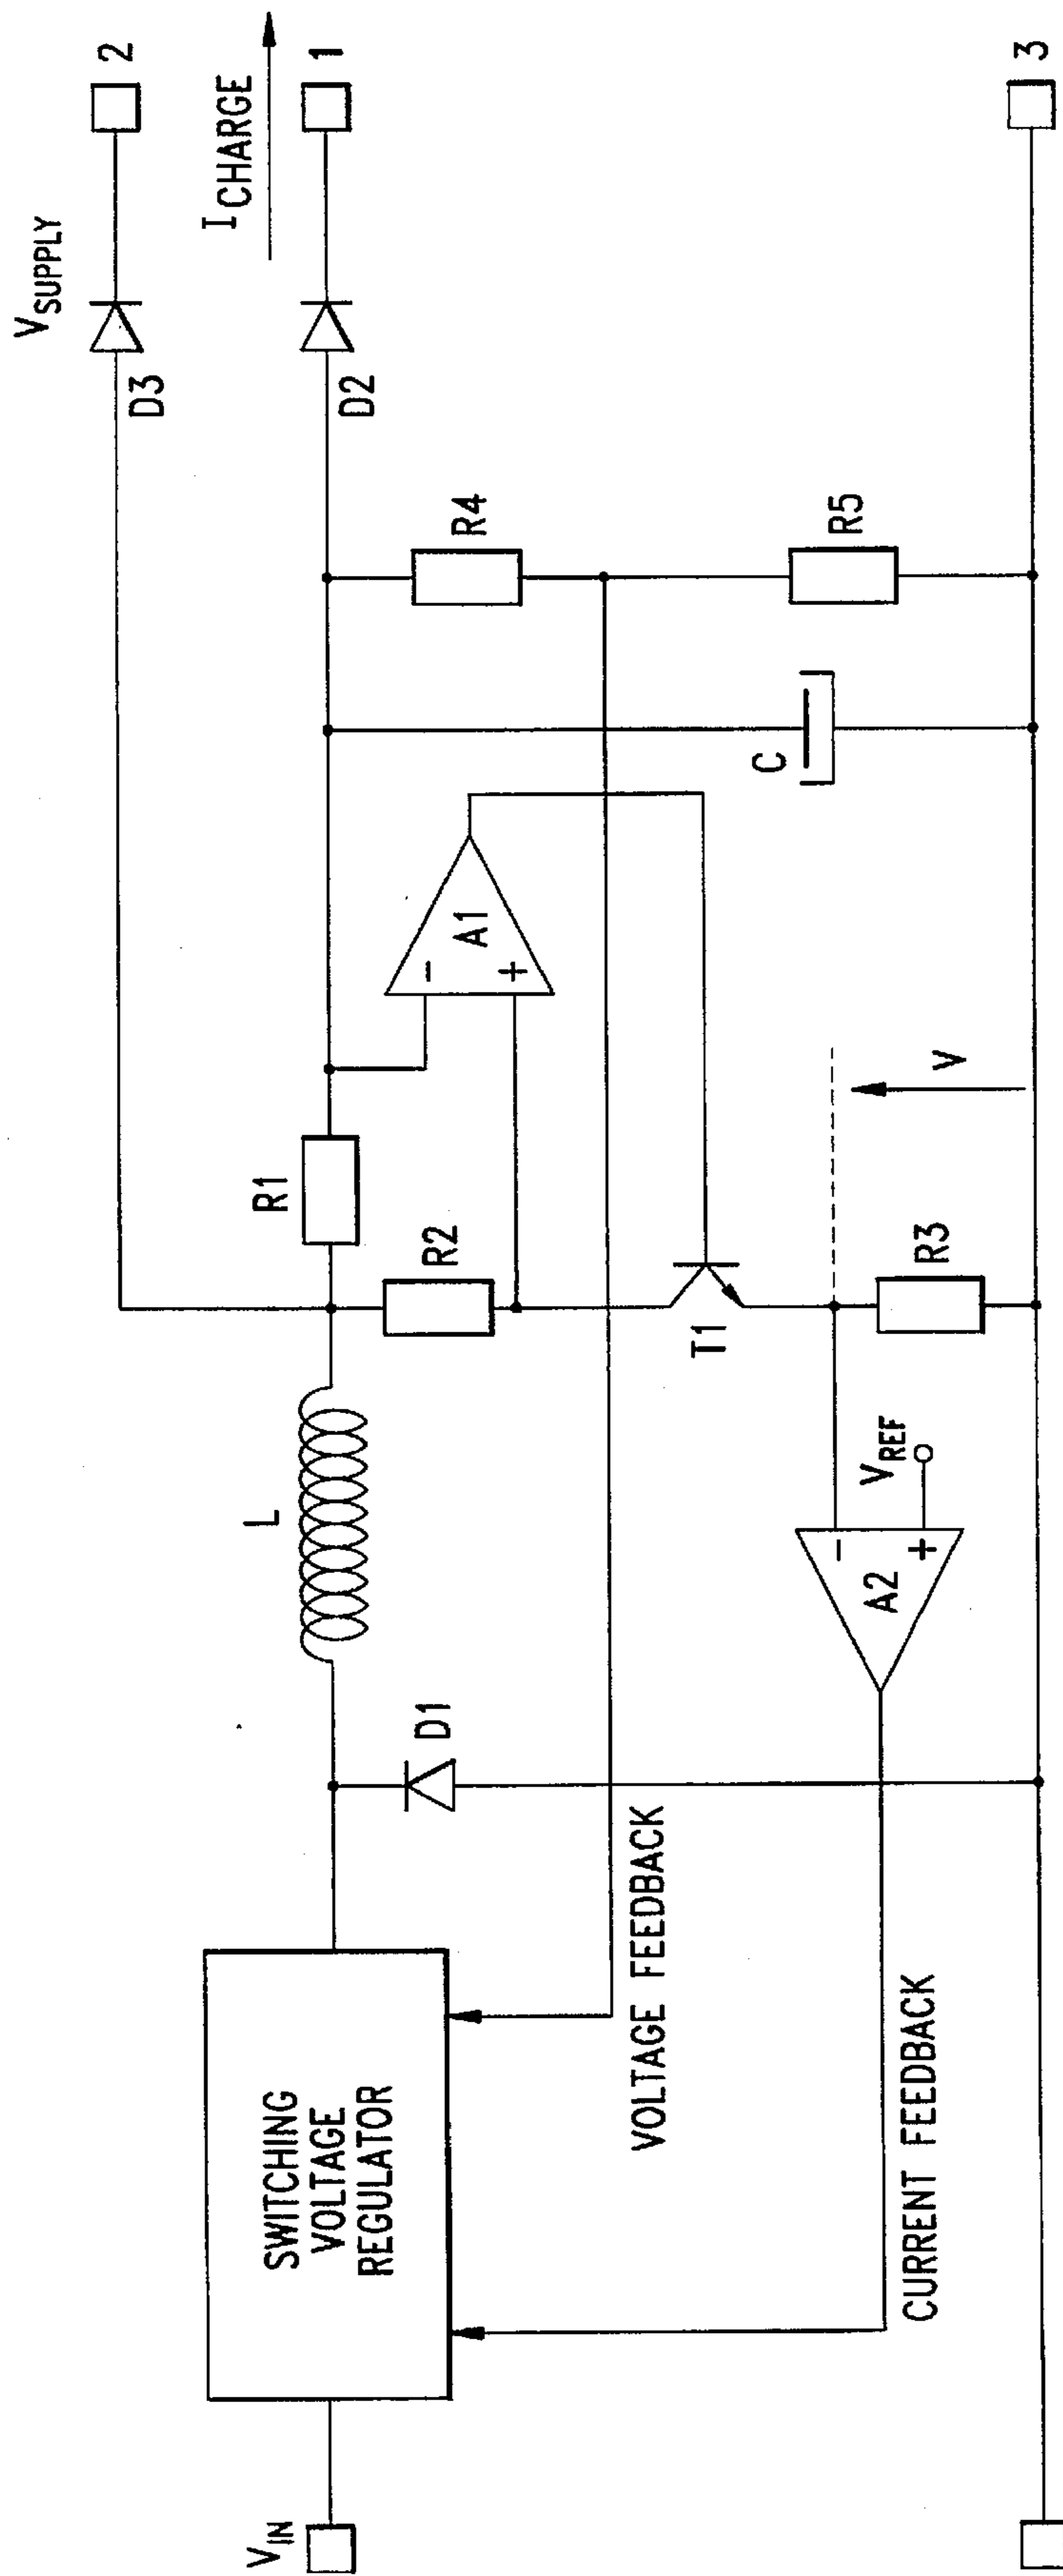 V_SUPPLY
2
D3
I_CHARGE
1
D2
R1
L
R2
A1
-
+
R4
R5
C
T1
R3
V
V_REF
A2
-
+
D1
V_IN
SWITCHING
VOLTAGE
REGULATOR
VOLTAGE FEEDBACK
CURRENT FEEDBACK
3